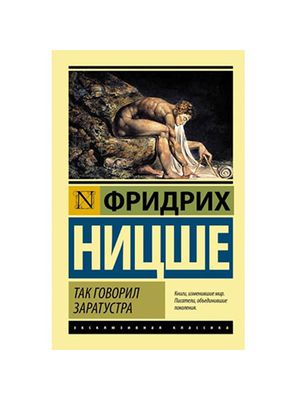 N ФРИДРИХ
НИЦШЕ
ТАК ГОВОРИЛ
ЗАРАТУСТРА
Книги, изменившие мир.
Писатели, объединившие
поколения.
ЭКСКЛЮЗИВНАЯ КЛАССИКА